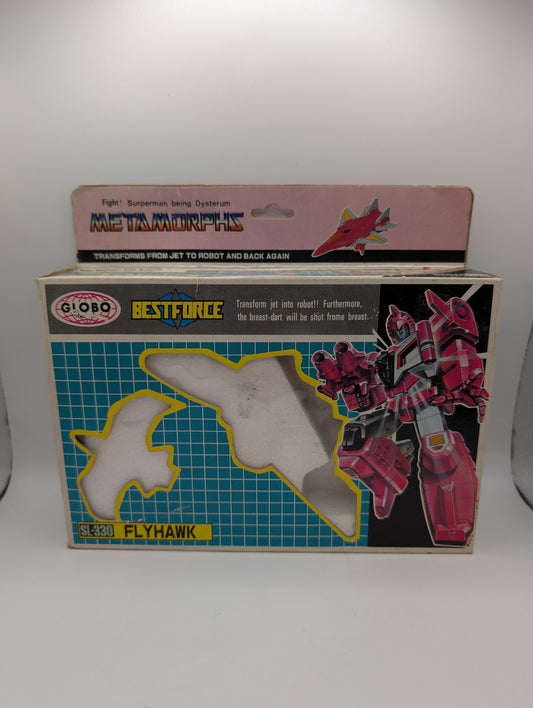 Fight! Surperman being Dysterum
METAMORPHS
TRANSFORMS FROM JET TO ROBOT AND BACK AGAIN
GLOBO
BESTFORCE
Transform jet into robot!! Furthermore,
the breast-dart will be shot frome breast.
SL-330 FLYHAWK